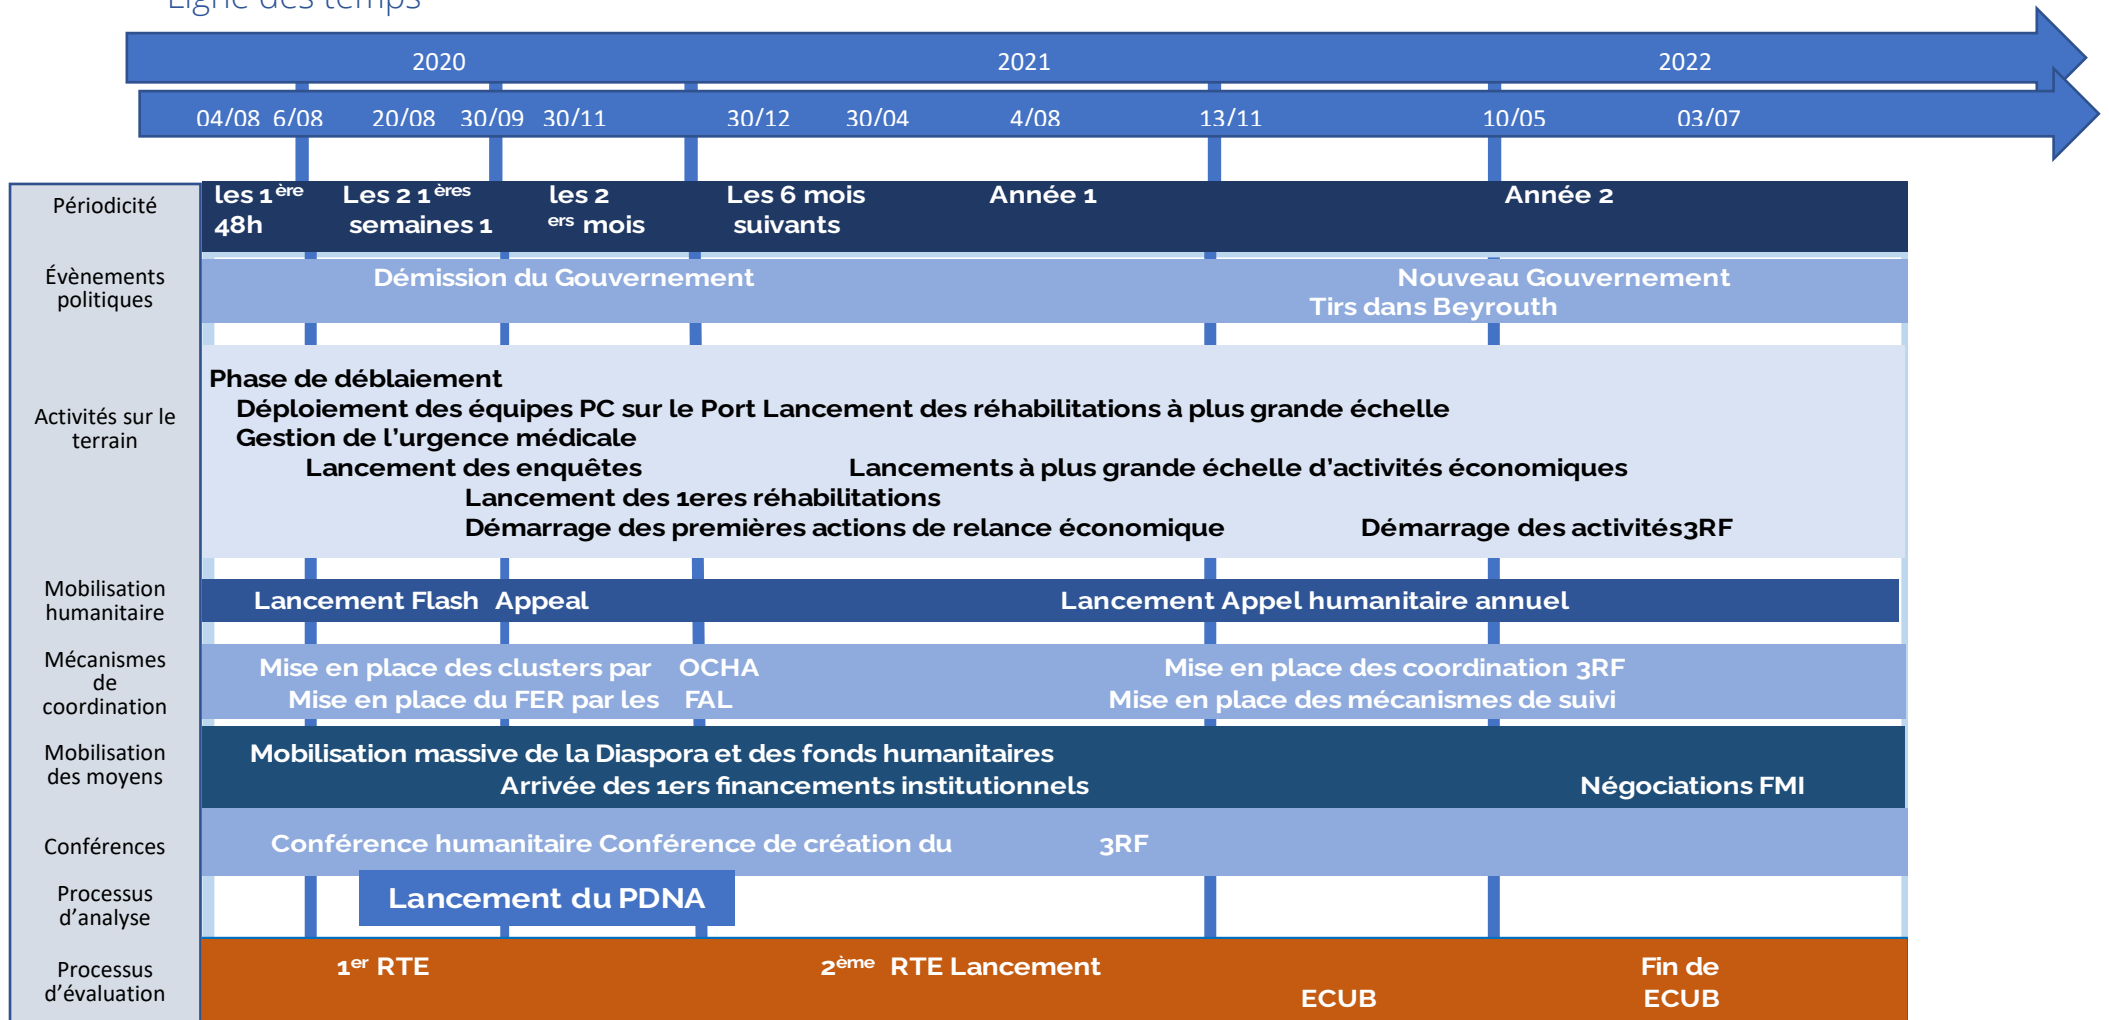 Ligne des temps
2020 2021 2022
04/08 6/08 20/08 30/09 30/11 30/12 30/04 4/08 13/11 10/05 03/07
Périodicité
les 1ère 48h
Les 2 1ères semaines 1
les 2 ers mois
Les 6 mois suivants
Année 1
Année 2
Évènements politiques
Démission du Gouvernement
Nouveau Gouvernement
Tirs dans Beyrouth
Activités sur le terrain
Phase de déblaiement
Déploiement des équipes PC sur le Port Lancement des réhabilitations à plus grande échelle
Gestion de l'urgence médicale
Lancement des enquêtes Lancements à plus grande échelle d'activités économiques
Lancement des 1eres réhabilitations
Démarrage des premières actions de relance économique Démarrage des activités3RF
Mobilisation humanitaire
Lancement Flash Appeal Lancement Appel humanitaire annuel
Mécanismes de coordination
Mise en place des clusters par OCHA Mise en place des coordination 3RF
Mise en place du FER par les FAL Mise en place des mécanismes de suivi
Mobilisation des moyens
Mobilisation massive de la Diaspora et des fonds humanitaires
Arrivée des 1ers financements institutionnels Négociations FMI
Conférences
Conférence humanitaire Conférence de création du 3RF
Processus d'analyse
Lancement du PDNA
Processus d'évaluation
1er RTE 2ème RTE Lancement Fin de
ECUB ECUB